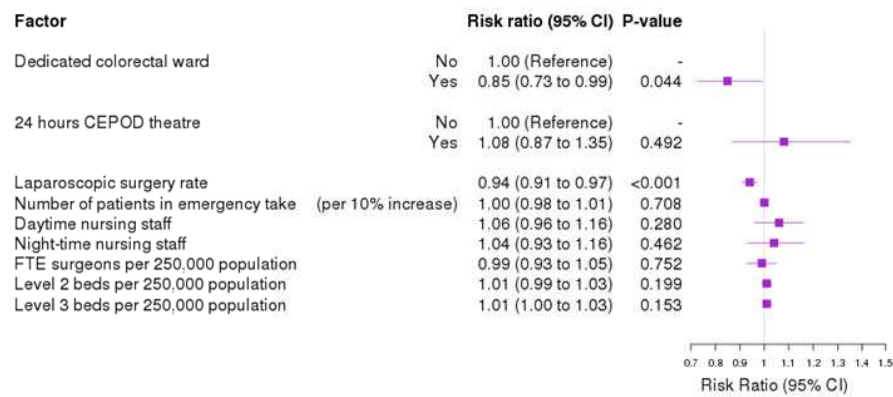 Factor Risk ratio (95% CI) P-value
Dedicated colorectal ward No 1.00 (Reference) -
Yes 0.85 (0.73 to 0.99) 0.044
24 hours CEPOD theatre No 1.00 (Reference) -
Yes 1.08 (0.87 to 1.35) 0.492
Laparoscopic surgery rate 0.94 (0.91 to 0.97) <0.001
Number of patients in emergency take (per 10% increase) 1.00 (0.98 to 1.01) 0.708
Daytime nursing staff 1.06 (0.96 to 1.16) 0.280
Night-time nursing staff 1.04 (0.93 to 1.16) 0.462
FTE surgeons per 250,000 population 0.99 (0.93 to 1.05) 0.752
Level 2 beds per 250,000 population 1.01 (0.99 to 1.03) 0.199
Level 3 beds per 250,000 population 1.01 (1.00 to 1.03) 0.153
0.7 0.8 0.9 1 1.1 1.2 1.3 1.4 1.5
Risk Ratio (95% CI)